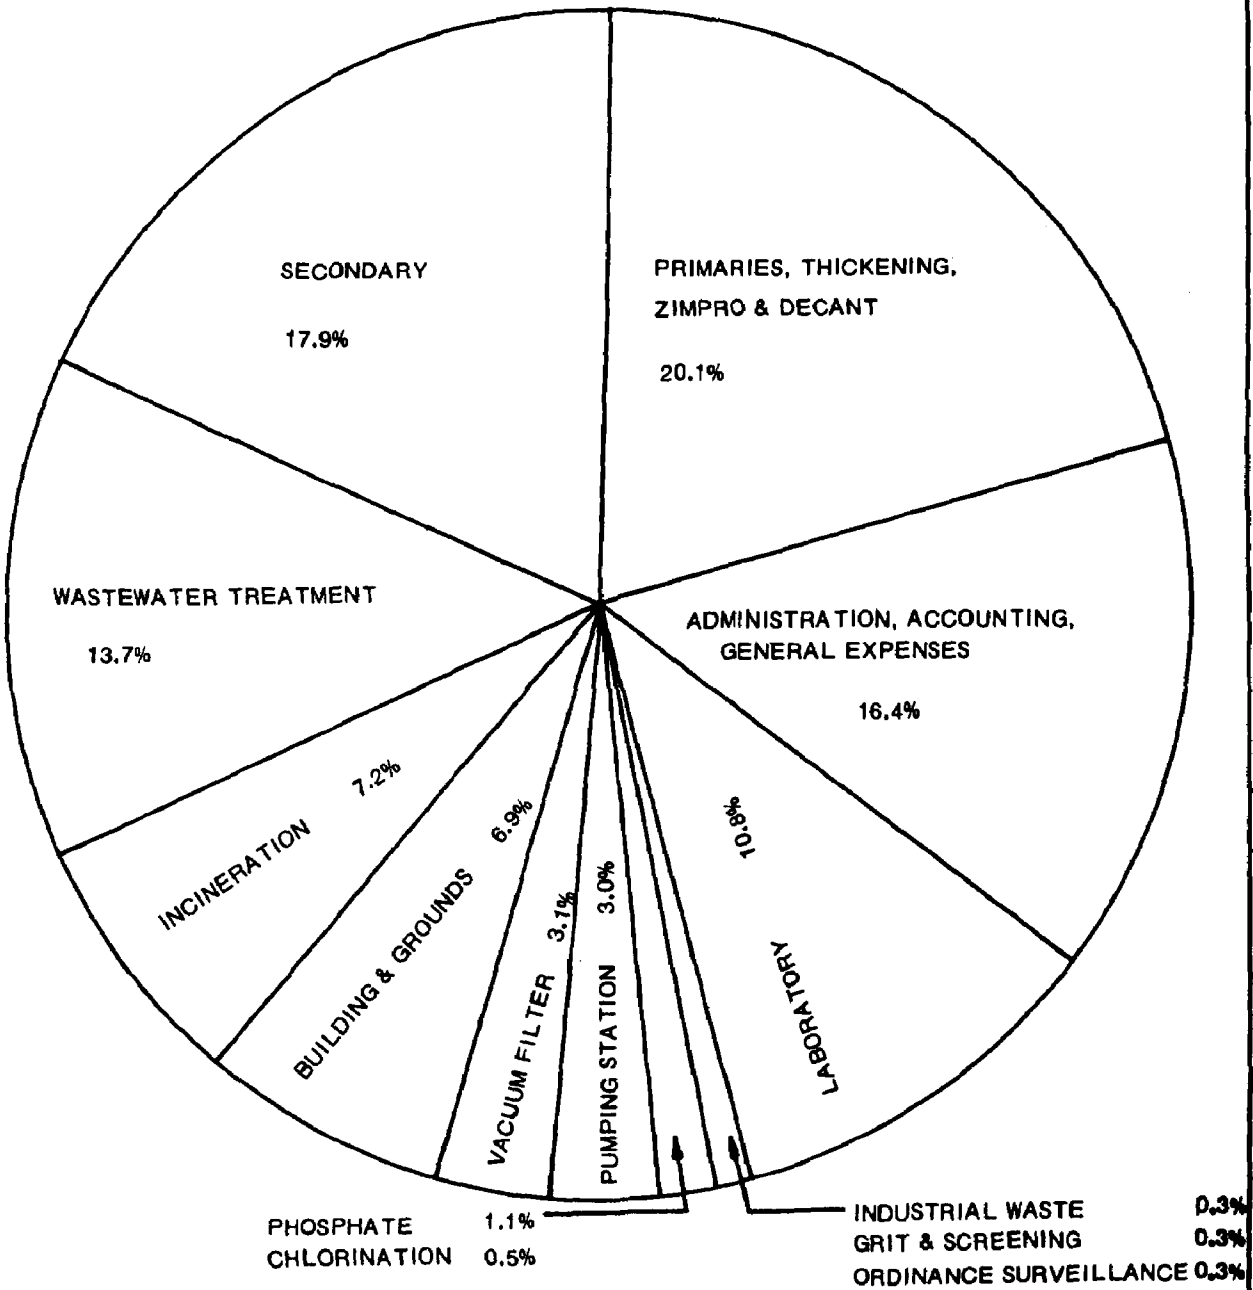 SECONDARY
17.9%
PRIMARIES, THICKENING,
ZIMPRO & DECANT
20.1%
WASTEWATER TREATMENT
13.7%
ADMINISTRATION, ACCOUNTING,
GENERAL EXPENSES
16.4%
7.2%
INCINERATION
6.9%
BUILDING & GROUNDS
3.1%
VACUUM FILTER
3.0%
PUMPING STATION
10.8%
LABORATORY
PHOSPHATE 1.1%
CHLORINATION 0.5%
INDUSTRIAL WASTE 0.3%
GRIT & SCREENING 0.3%
ORDINANCE SURVEILLANCE 0.3%